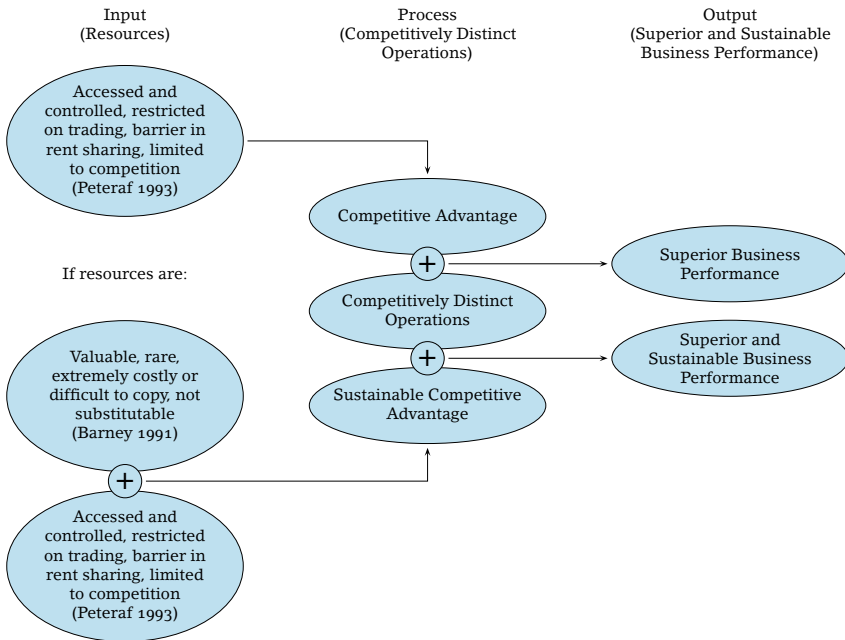 Input
(Resources)
Process
(Competitively Distinct
Operations)
Output
(Superior and Sustainable
Business Performance)
Accessed and
controlled, restricted
on trading, barrier in
rent sharing, limited
to competition
(Peteraf 1993)
Competitive Advantage
+
Superior Business
Performance
If resources are:
Competitively Distinct
Operations
+
Superior and
Sustainable Business
Performance
Valuable, rare,
extremely costly or
difficult to copy, not
substitutable
(Barney 1991)
Sustainable Competitive
Advantage
+
Accessed and
controlled, restricted
on trading, barrier in
rent sharing, limited
to competition
(Peteraf 1993)